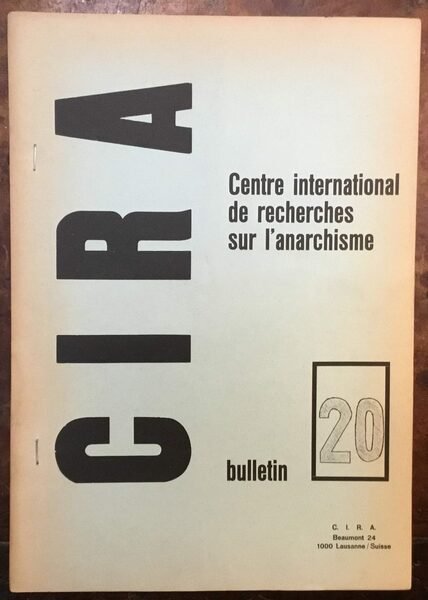 CIRA
Centre international
de recherches
sur l'anarchisme
bulletin
20
C. I. R. A.
Beaumont 24
1000 Lausanne/Suisse